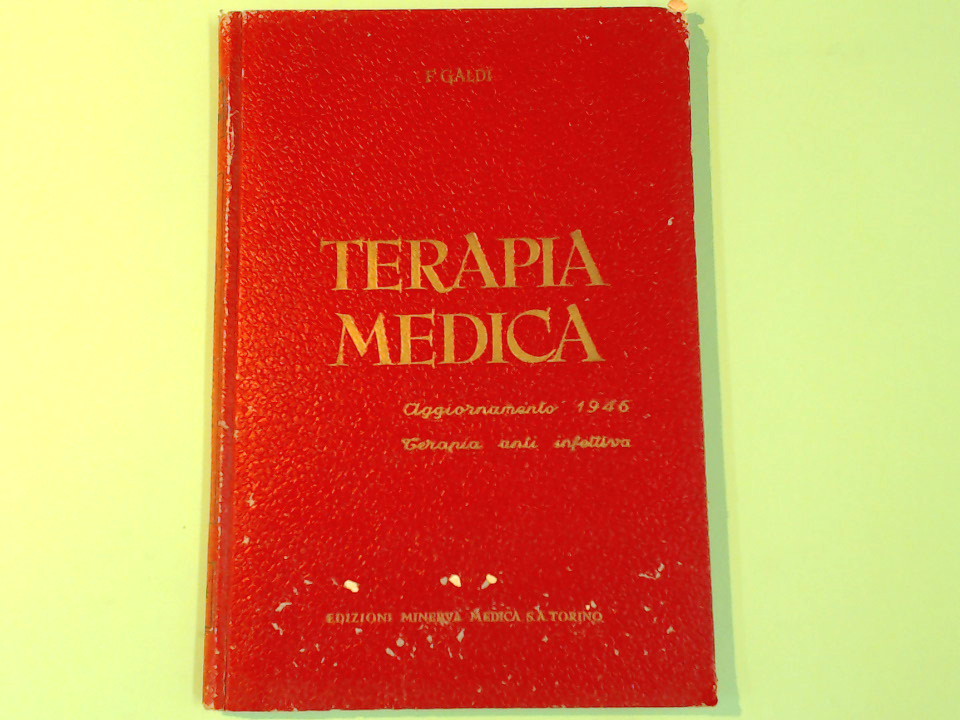 F. GALDI
TERAPIA
MEDICA
Aggiornamento 1946
Terapia anti infettiva
EDIZIONI MINERVA MEDICA S.A. TORINO